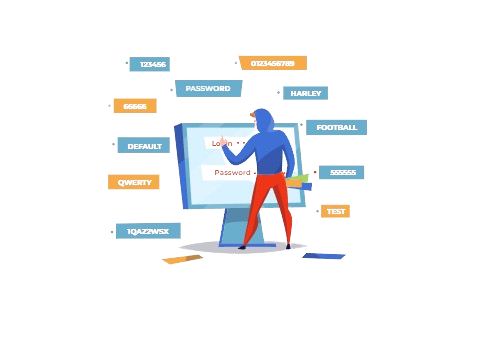 123456
0123456789
PASSWORD
HARLEY
66666
FOOTBALL
Login
DEFAULT
Password
555555
QWERTY
TEST
1QAZ2WSX